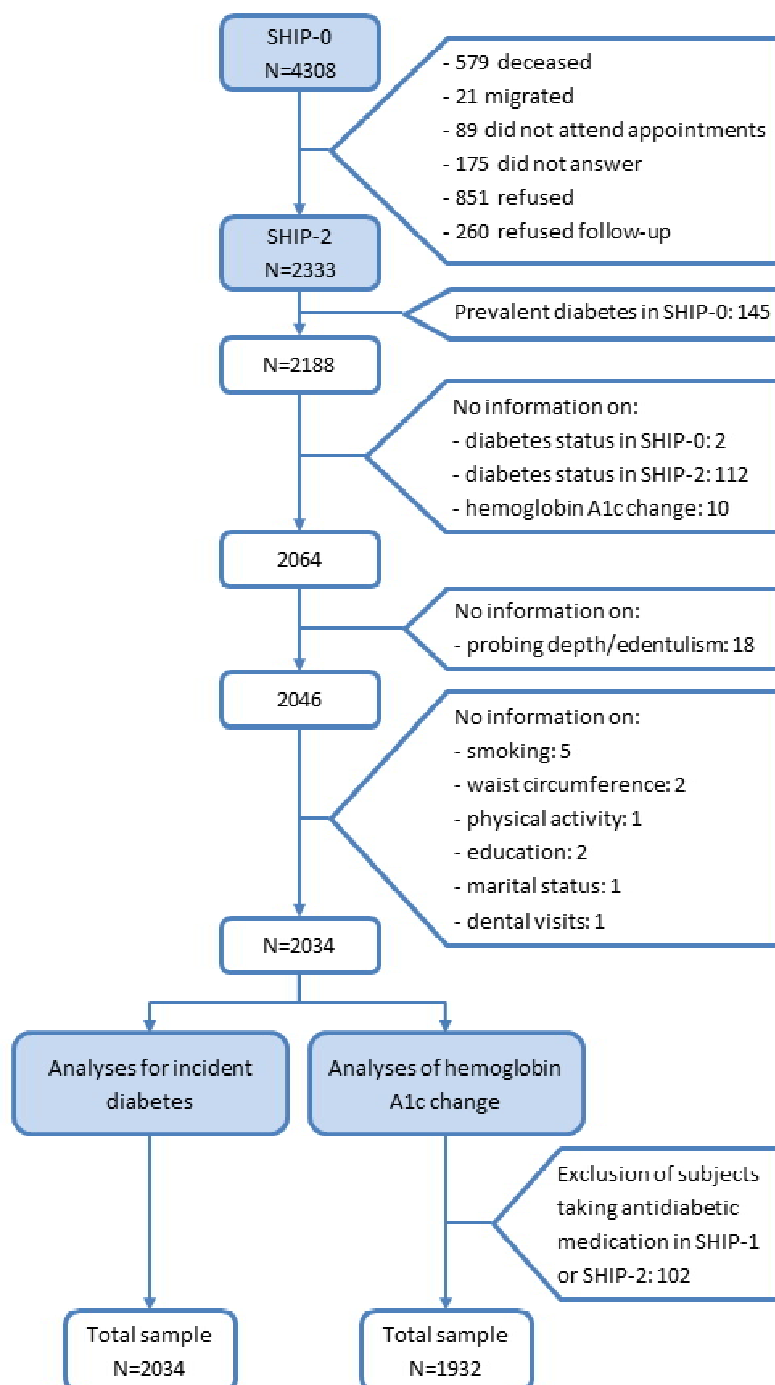 SHIP-0
N=4308
- 579 deceased
- 21 migrated
- 89 did not attend appointments
- 175 did not answer
- 851 refused
- 260 refused follow-up
SHIP-2
N=2333
Prevalent diabetes in SHIP-0: 145
N=2188
No information on:
- diabetes status in SHIP-0: 2
- diabetes status in SHIP-2: 112
- hemoglobin A1c change: 10
2064
No information on:
- probing depth/edentulism: 18
2046
No information on:
- smoking: 5
- waist circumference: 2
- physical activity: 1
- education: 2
- marital status: 1
- dental visits: 1
N=2034
Analyses for incident
diabetes
Analyses of hemoglobin
A1c change
Exclusion of subjects
taking antidiabetic
medication in SHIP-1
or SHIP-2: 102
Total sample
N=2034
Total sample
N=1932